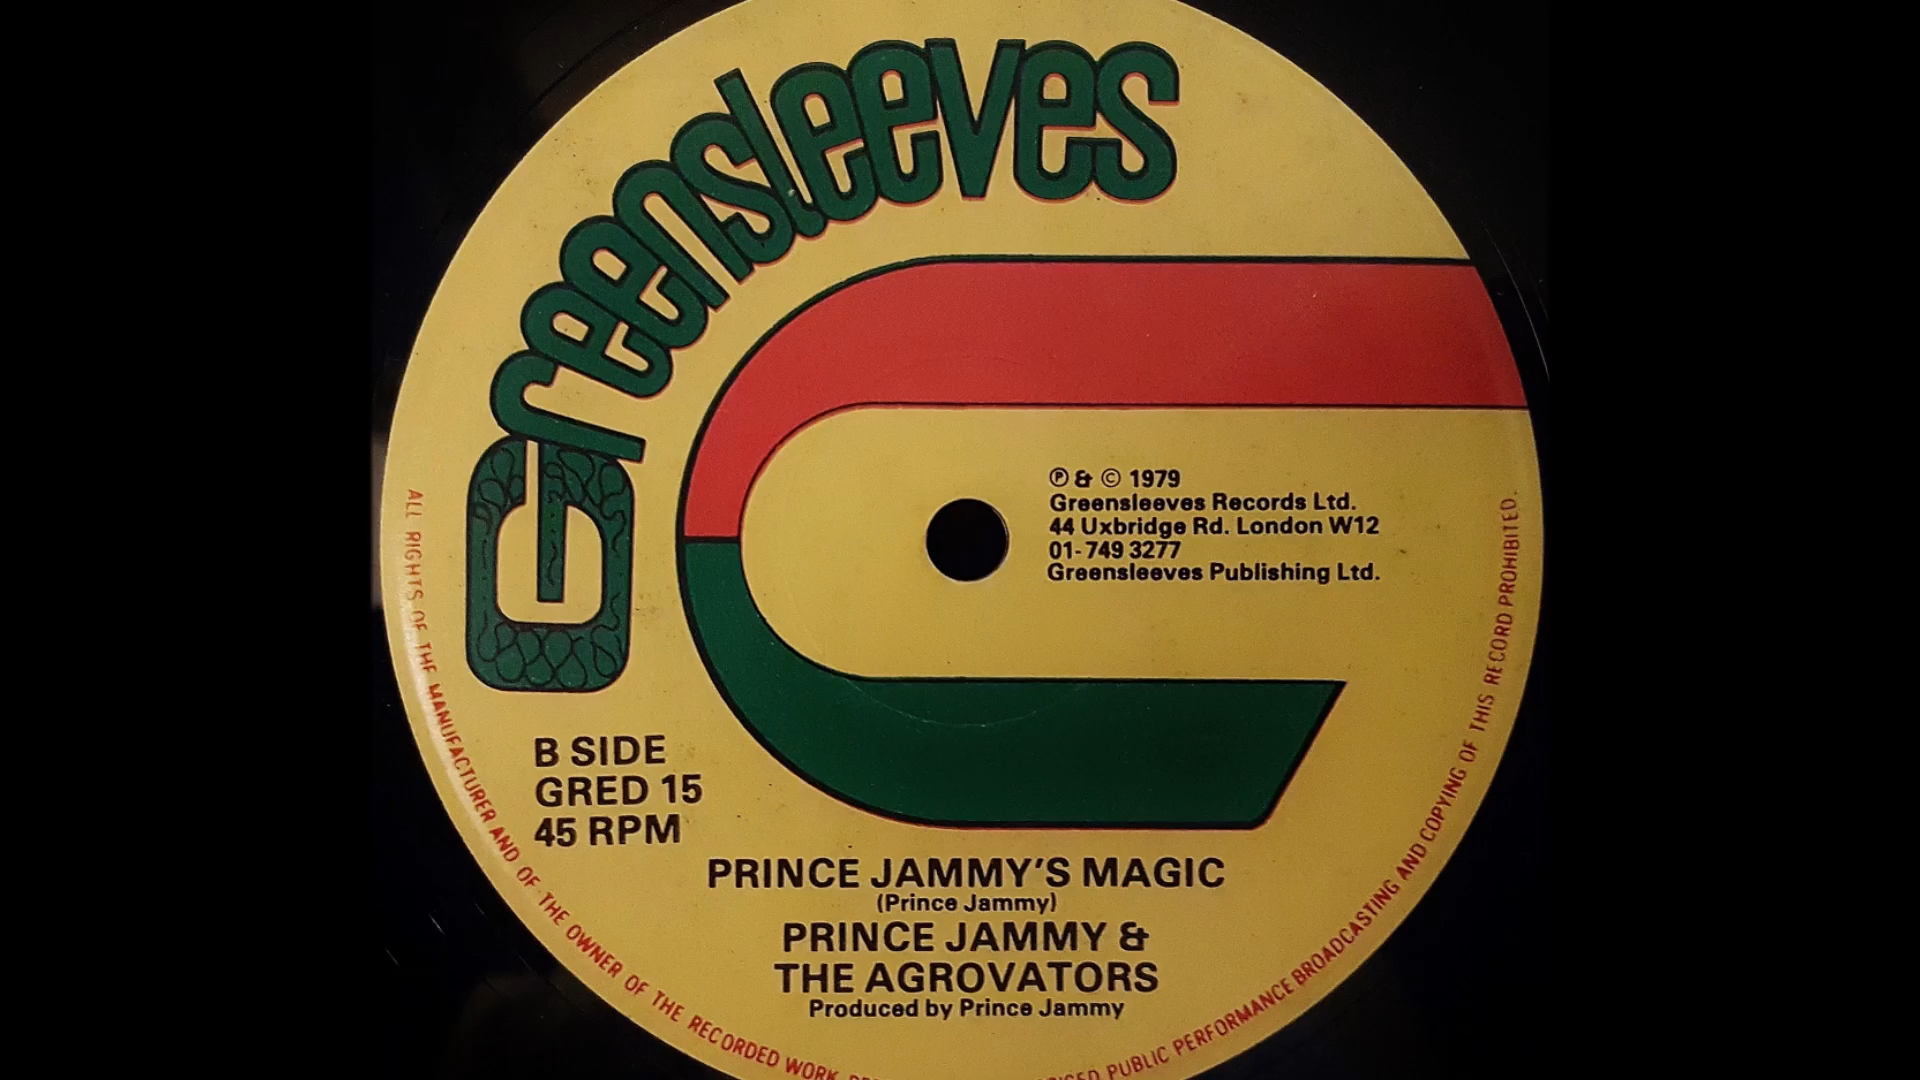 Greensleeves
℗ & © 1979
Greensleeves Records Ltd.
44 Uxbridge Rd. London W12
01-749 3277
Greensleeves Publishing Ltd.
B SIDE
GRED 15
45 RPM
PRINCE JAMMY'S MAGIC
(Prince Jammy)
PRINCE JAMMY &
THE AGROVATORS
Produced by Prince Jammy
ALL RIGHTS OF THE MANUFACTURER AND OF THE OWNER OF THE RECORDED WORK
PUBLIC PERFORMANCE BROADCASTING AND COPYING OF THIS RECORD PROHIBITED.